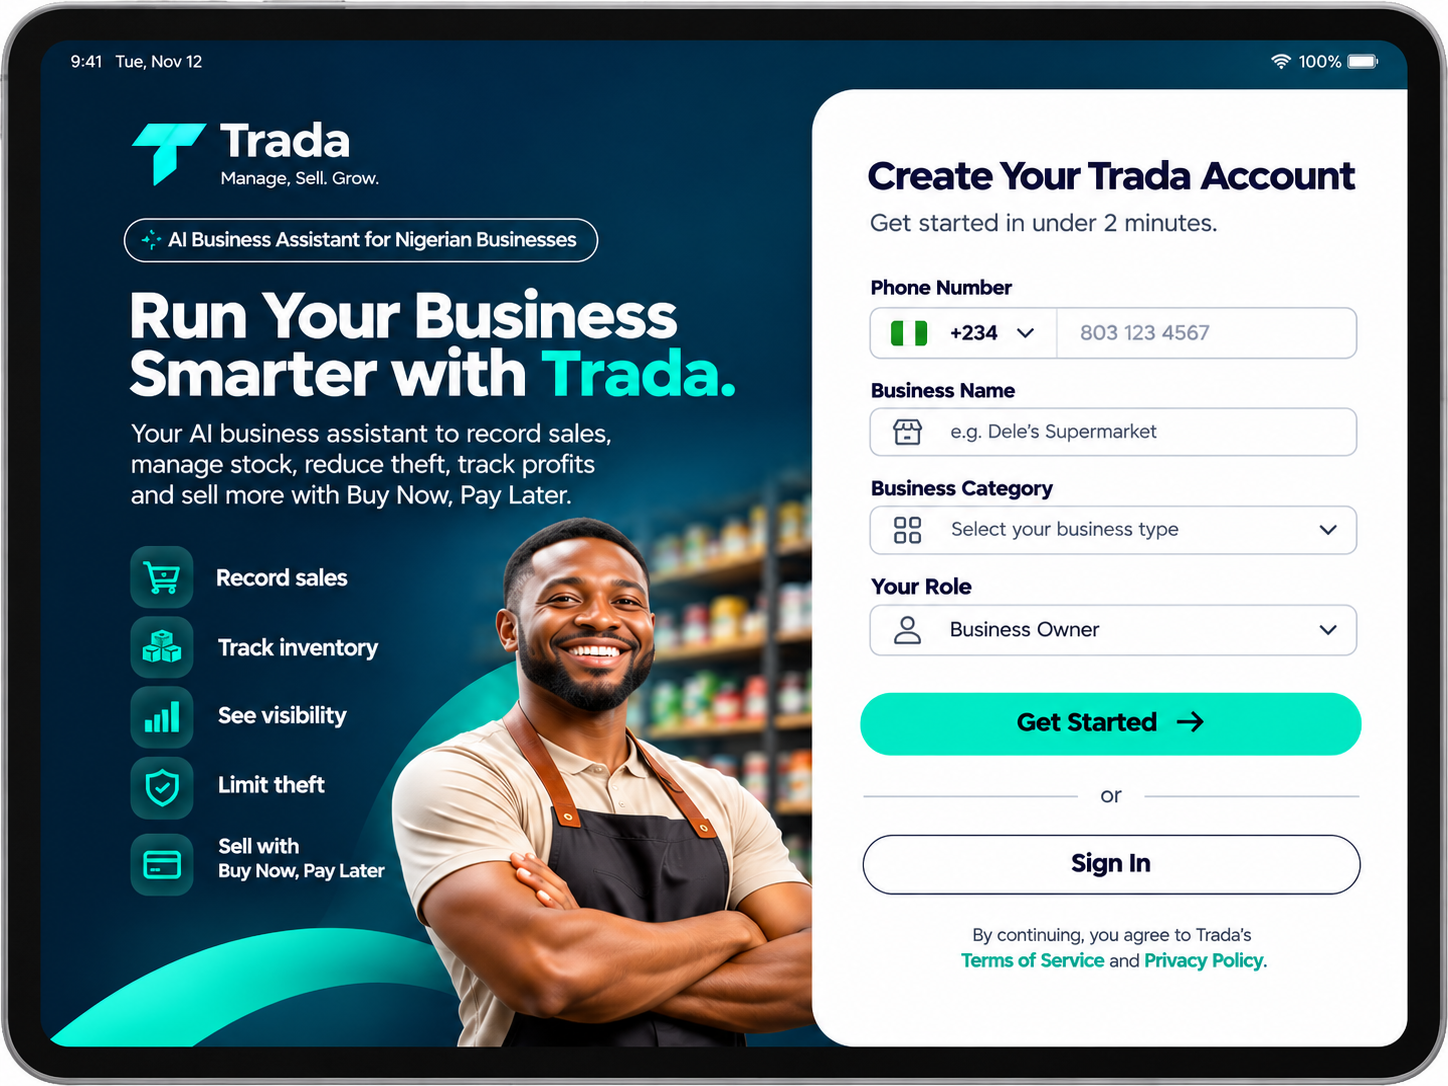 9:41 Tue, Nov 12
100%
Trada
Manage, Sell. Grow.
AI Business Assistant for Nigerian Businesses
Run Your Business
Smarter with Trada.
Your AI business assistant to record sales,
manage stock, reduce theft, track profits
and sell more with Buy Now, Pay Later.
Record sales
Track inventory
See visibility
Limit theft
Sell with
Buy Now, Pay Later
Create Your Trada Account
Get started in under 2 minutes.
Phone Number
+234 803 123 4567
Business Name
e.g. Dele's Supermarket
Business Category
Select your business type
Your Role
Business Owner
Get Started →
or
Sign In
By continuing, you agree to Trada's
Terms of Service and Privacy Policy.